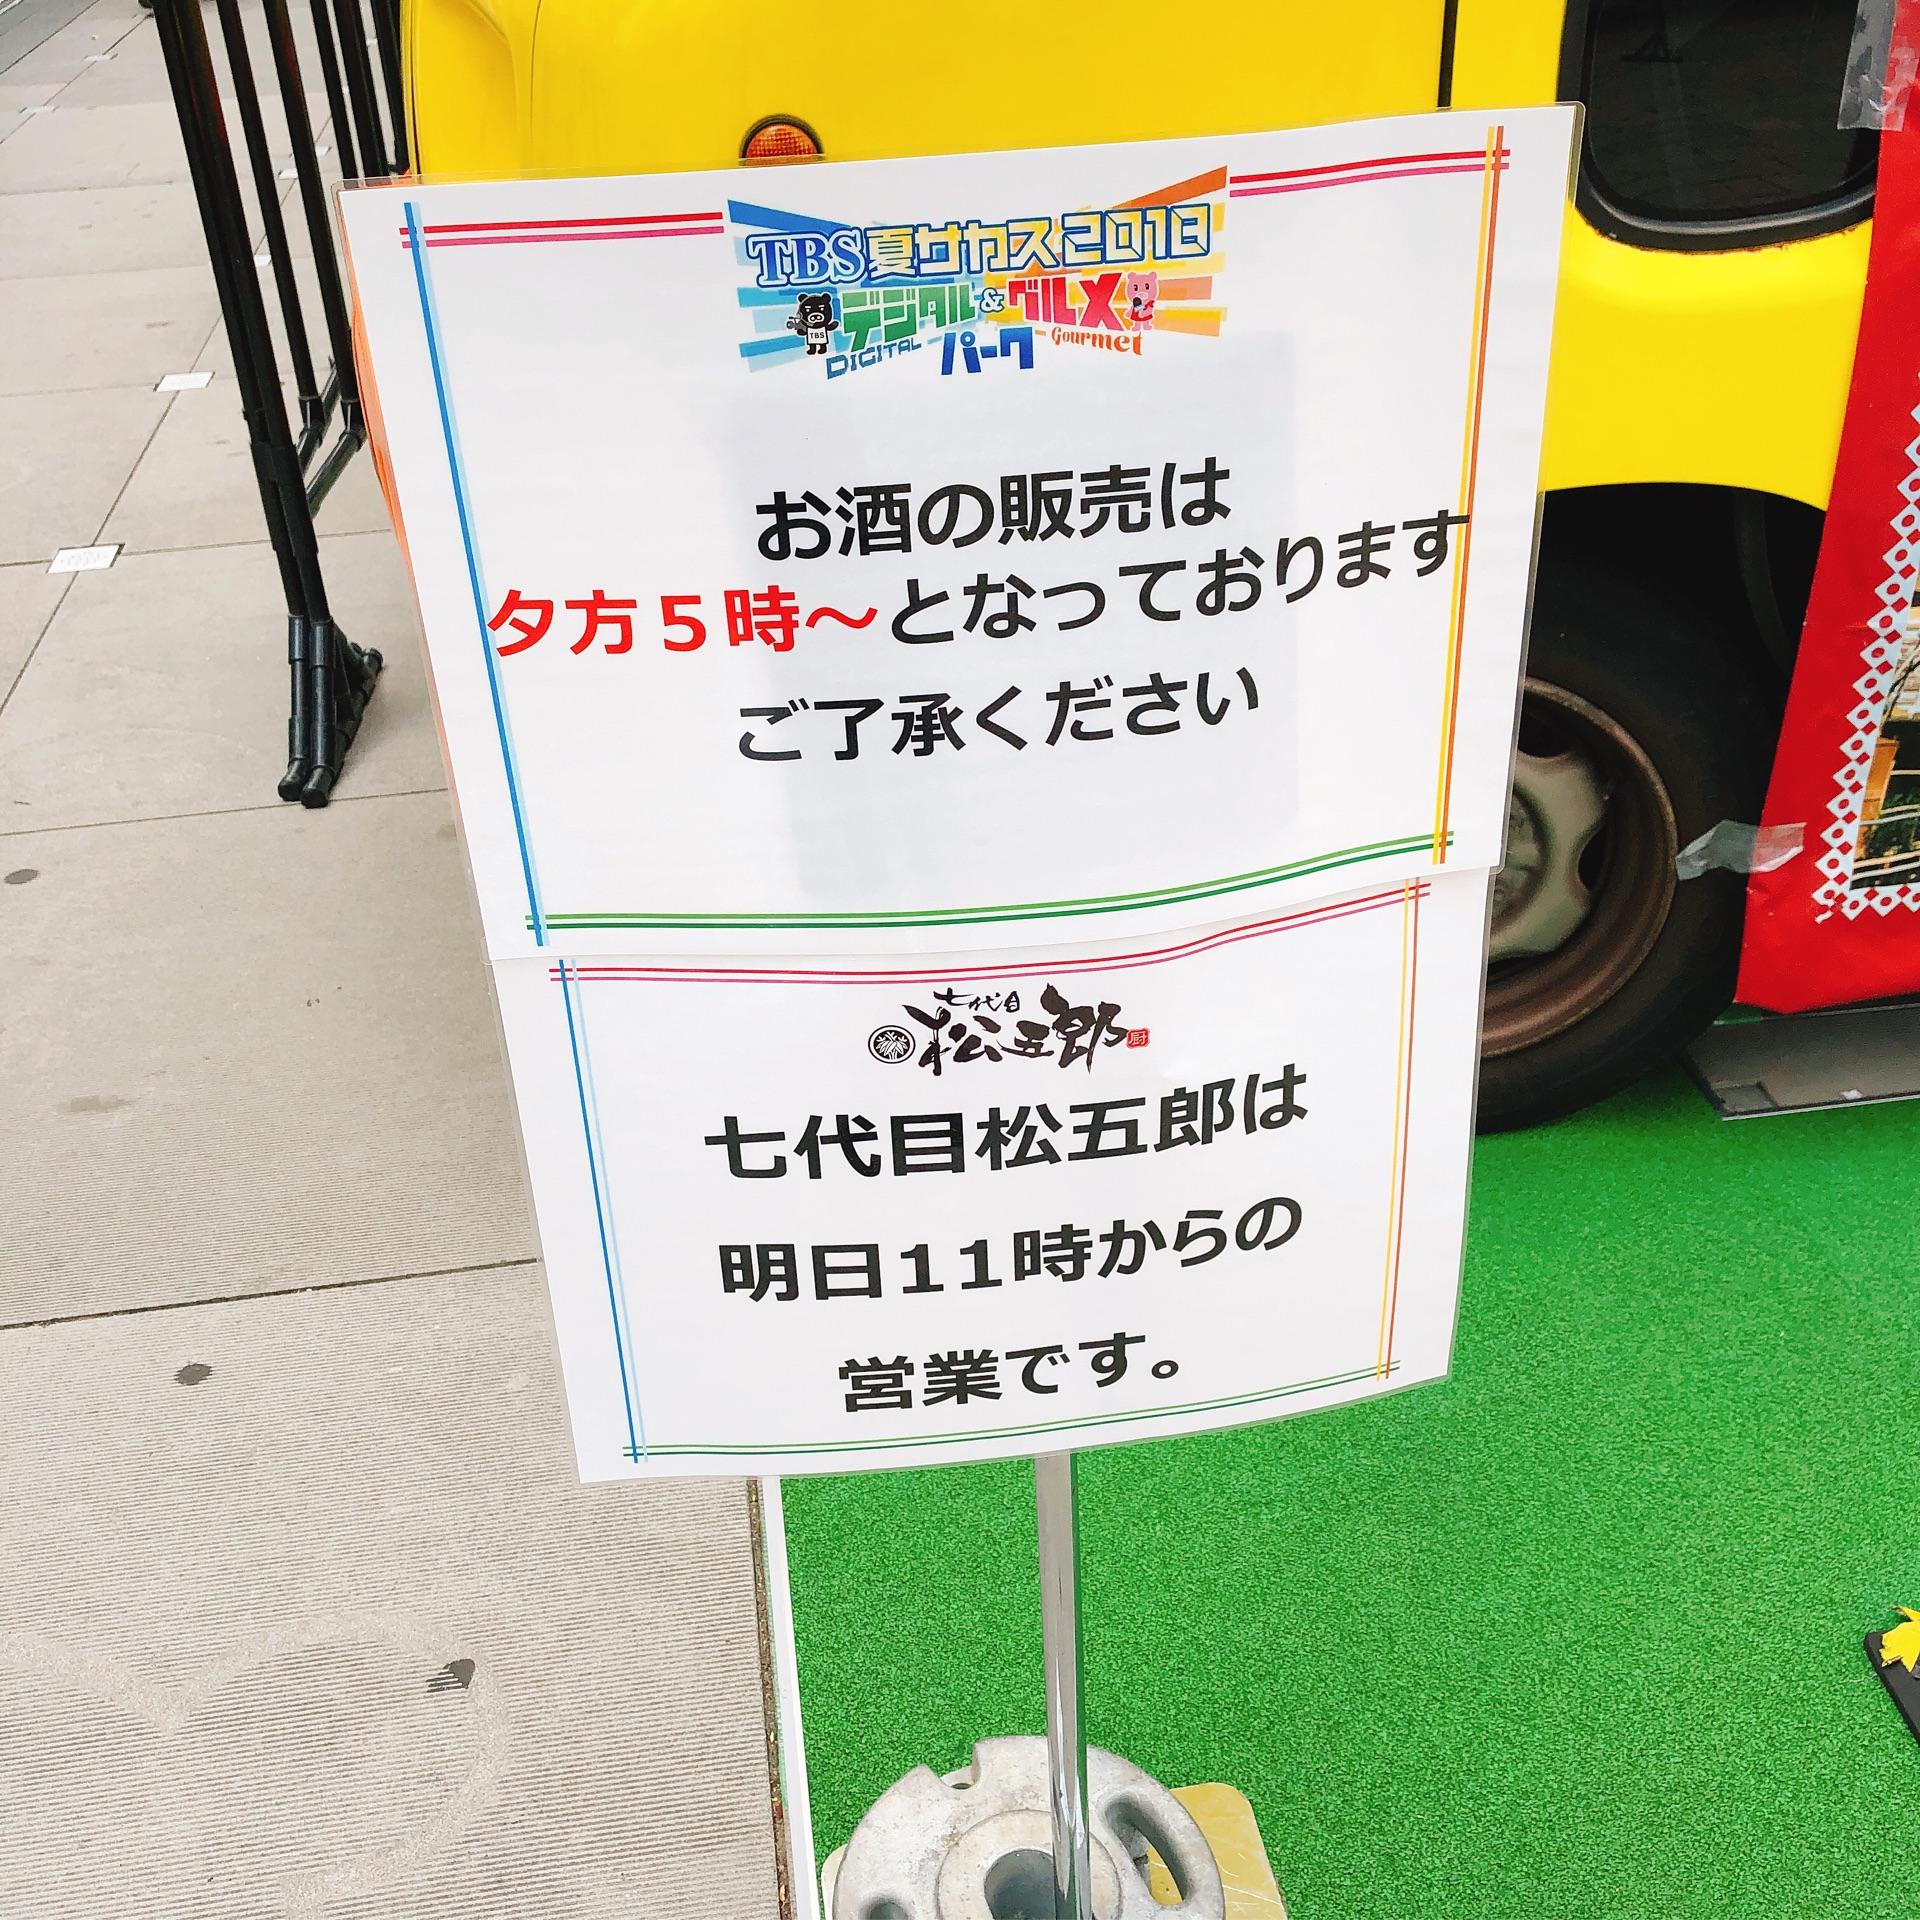 TBS夏サカス2018
デジタル&グルメ
DIGITAL パーク Gourmet
TBS
お酒の販売は
夕方5時～となっております
ご了承ください
七代目
松五郎
厨
七代目松五郎は
明日11時からの
営業です。